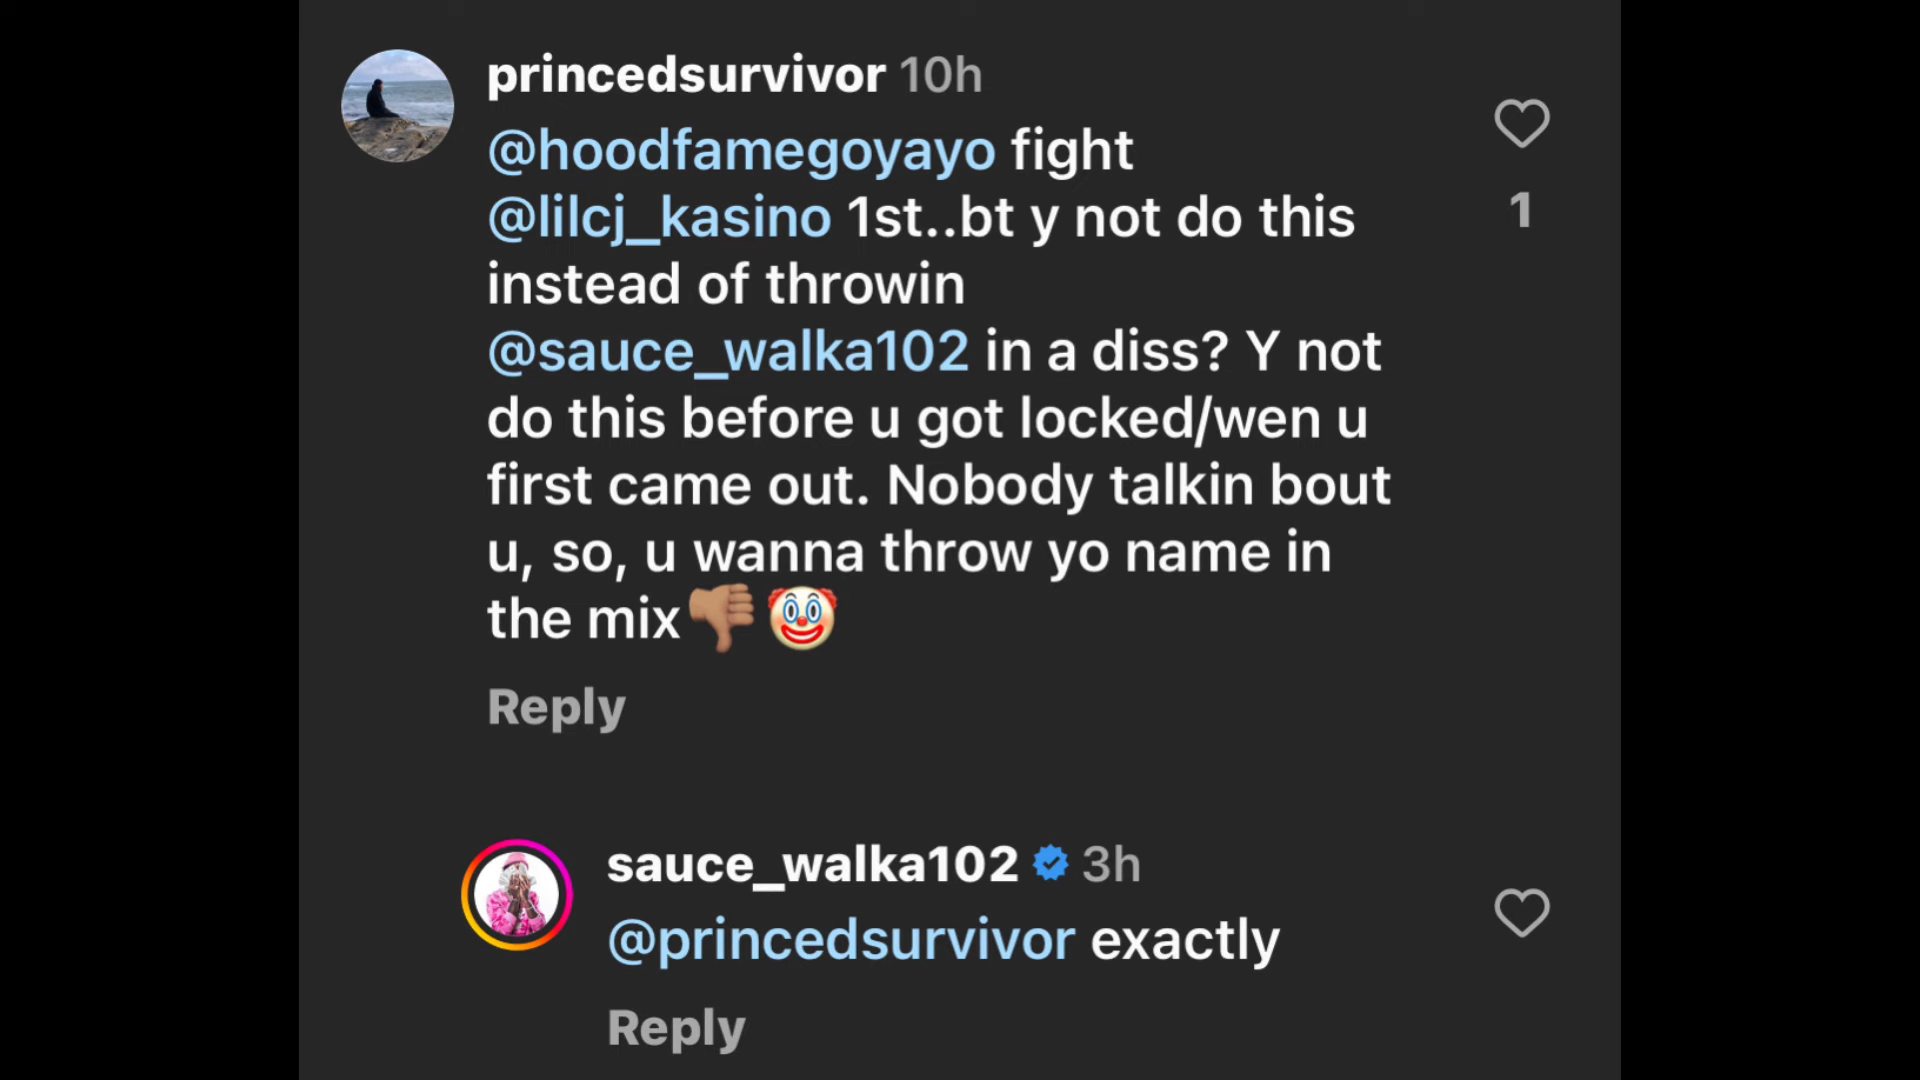 princedsurvivor 10h
@hoodfamegoyayo fight
@lilcj_kasino 1st..bt y not do this
1
instead of throwin
@sauce_walka102 in a diss? Y not
do this before u got locked/wen u
first came out. Nobody talkin bout
u, so, u wanna throw yo name in
the mix👎🏽🤡
Reply
sauce_walka102 3h
@princedsurvivor exactly
Reply